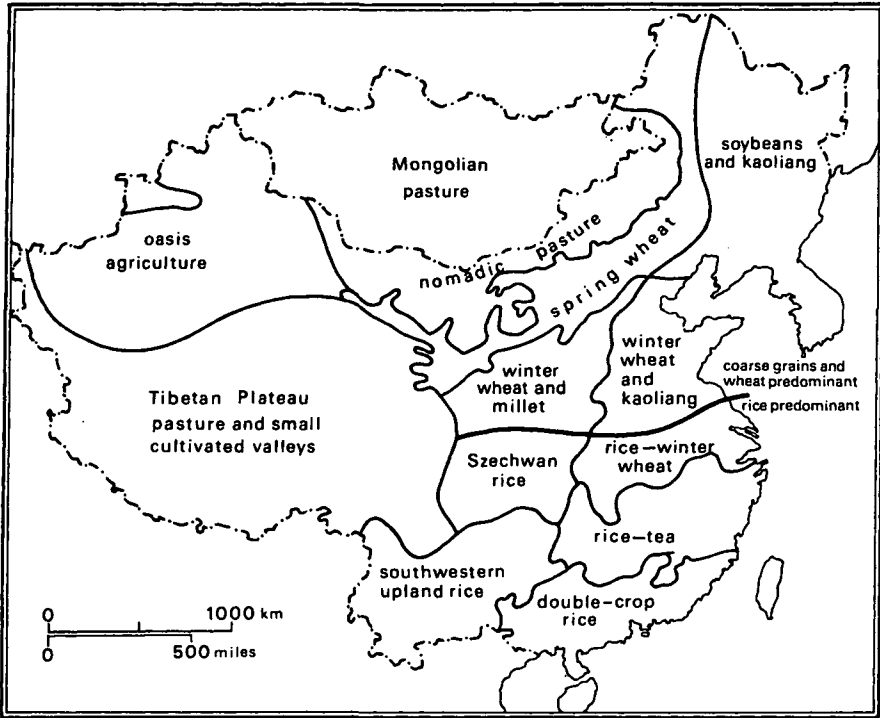 soybeans
and kaoliang
Mongolian
pasture
oasis
agriculture
nomadic pasture
spring wheat
winter
wheat
and
kaoliang
winter
wheat and
millet
coarse grains and
wheat predominant
rice predominant
Tibetan Plateau
pasture and small
cultivated valleys
Szechwan
rice
rice-winter
wheat
rice-tea
southwestern
upland rice
double-crop
rice
0 1000 km
0 500 miles